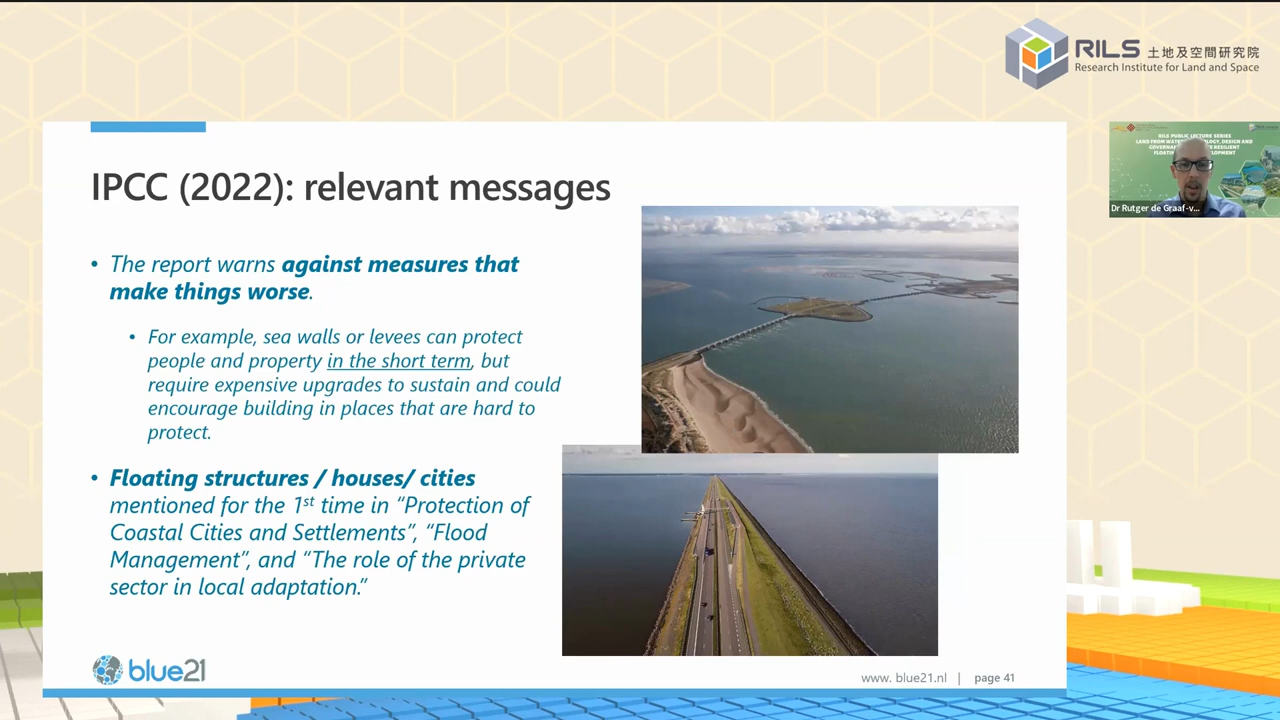 RILS 土地及空間研究院
Research Institute for Land and Space
IPCC (2022): relevant messages
• The report warns against measures that
make things worse.
• For example, sea walls or levees can protect
people and property in the short term, but
require expensive upgrades to sustain and could
encourage building in places that are hard to
protect.
• Floating structures / houses/ cities
mentioned for the 1st time in “Protection of
Coastal Cities and Settlements”, “Flood
Management”, and “The role of the private
sector in local adaptation.”
blue21
www. blue21.nl | page 41
RILS PUBLIC LECTURE SERIES
LAND FROM
DESIGN AND
RESILIENT
Dr Rutger de Graaf-v...